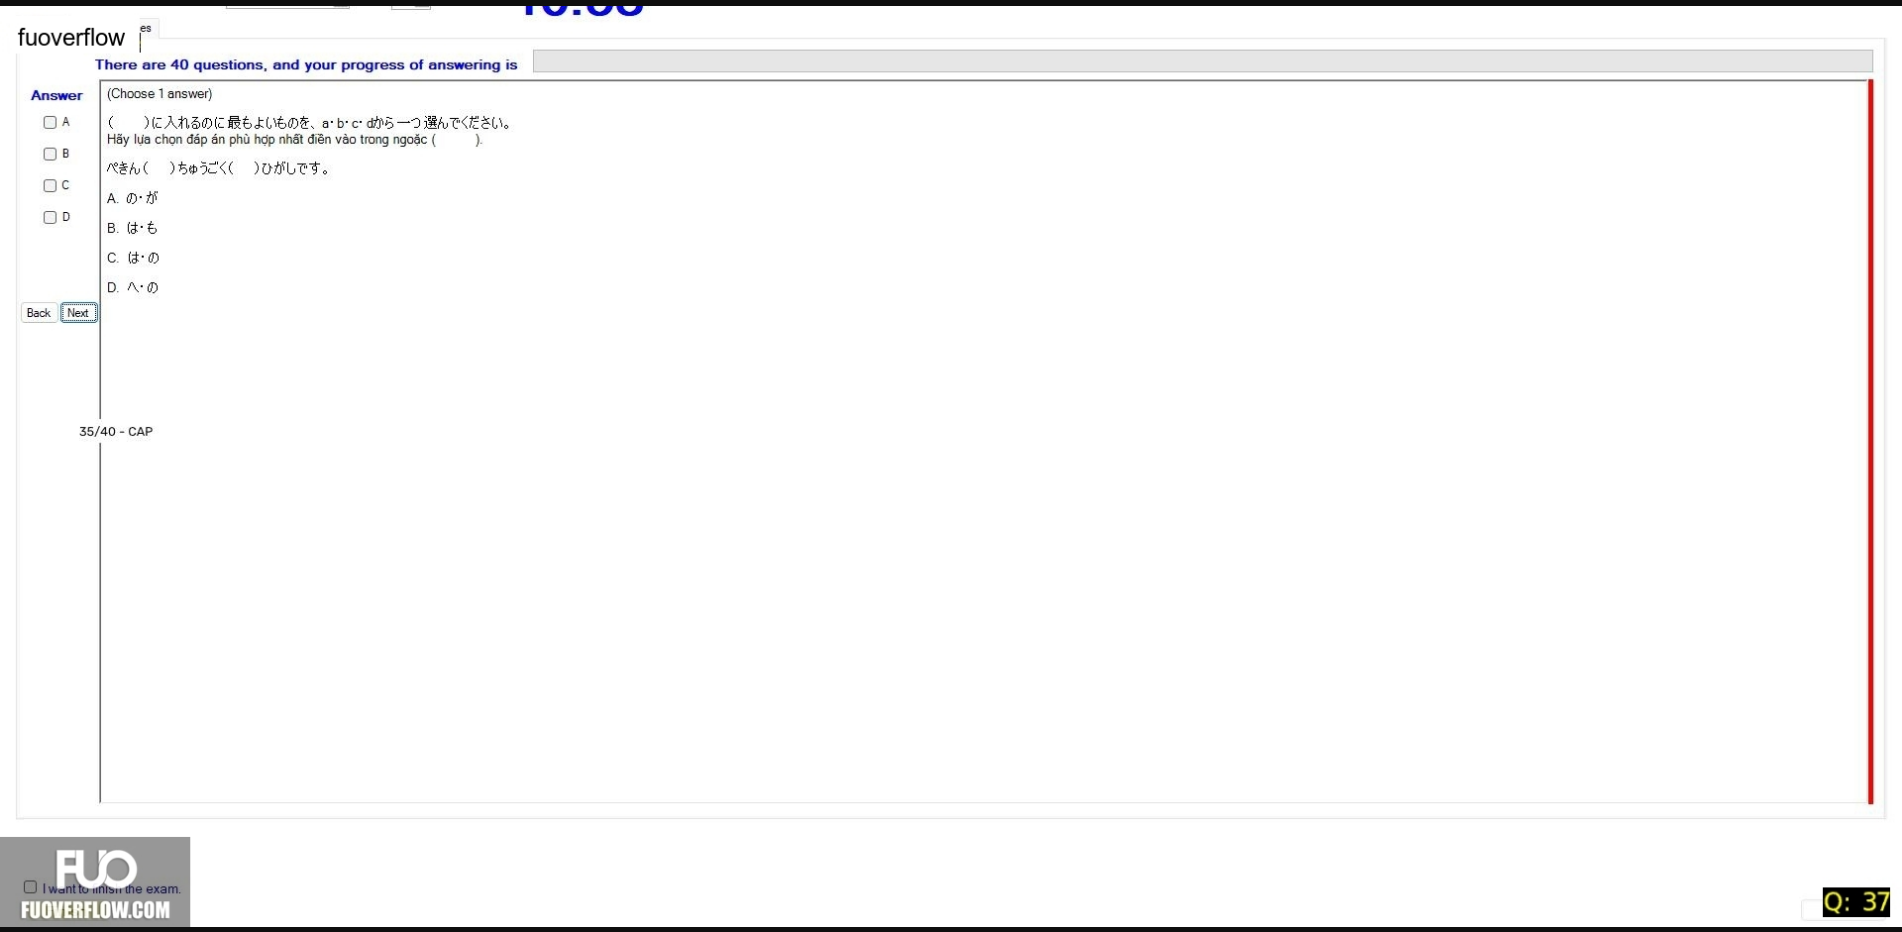 fuoverflow
es
There are 40 questions, and your progress of answering is
Answer
(Choose 1 answer)
A
(　　)に入れるのに最もよいものを、a・b・c・dから一つ選んでください。
Hãy lựa chọn đáp án phù hợp nhất điền vào trong ngoặc (　　).
B
ぺきん(　)ちゅうごく(　)ひがしです。
C
A. の・が
D
B. は・も
C. は・の
D. へ・の
Back Next
35/40 - CAP
FUO
I want to finish the exam.
FUOVERFLOW.COM
Q: 37